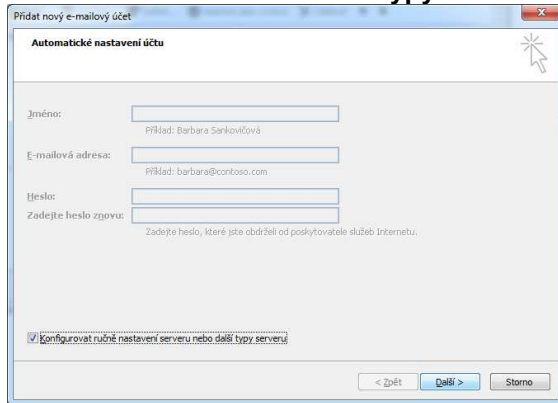 Přidat nový e-mailový účet
Automatické nastavení účtu
Jméno:
Příklad: Barbara Sankovičová
E-mailová adresa:
Příklad: barbara@contoso.com
Heslo:
Zadejte heslo znovu:
Zadejte heslo, které jste obdrželi od poskytovatele služeb Internetu.
Konfigurovat ručně nastavení serveru nebo další typy serveru
< Zpět Další > Storno